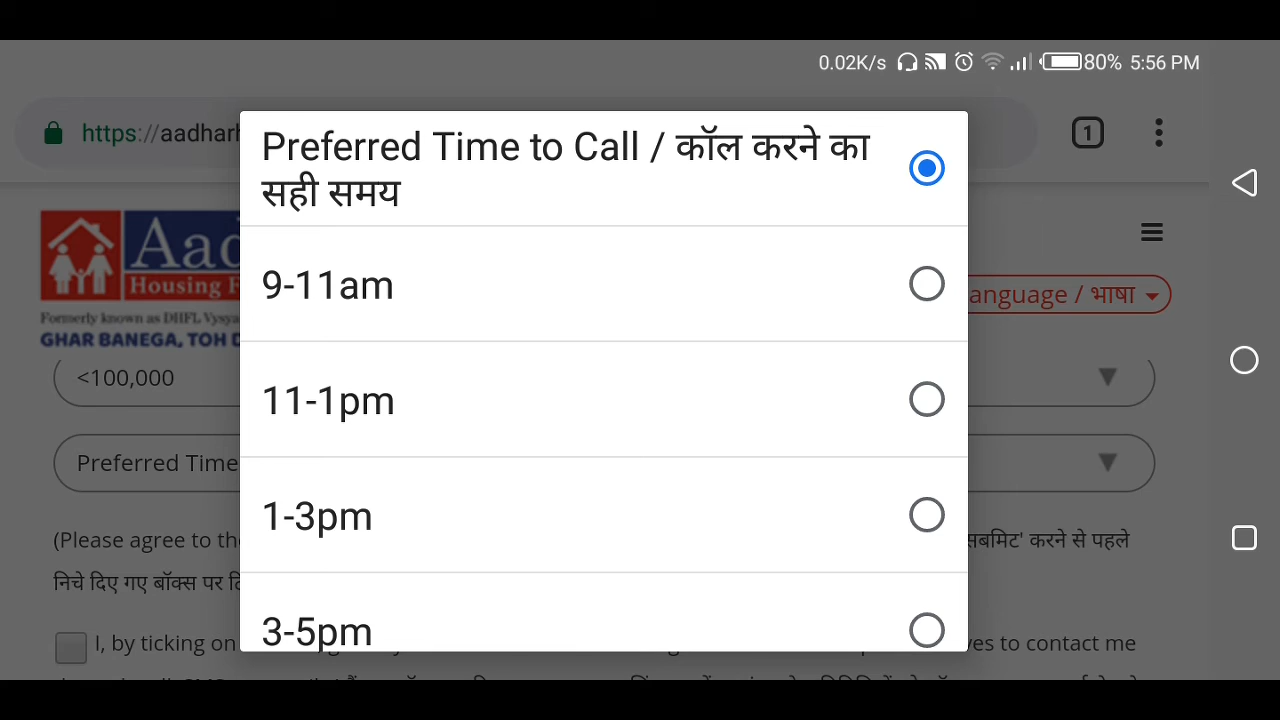 0.02K/s 80% 5:56 PM
https://aadharh
1
Preferred Time to Call / कॉल करने का
सही समय
9-11am
11-1pm
1-3pm
3-5pm
Aad
Housing F
Formerly known as DHFL Vysya
GHAR BANEGA, TOH D
anguage / भाषा
<100,000
Preferred Time
(Please agree to th
सबमिट' करने से पहले
निचे दिए गए बॉक्स पर
I, by ticking on
ves to contact me